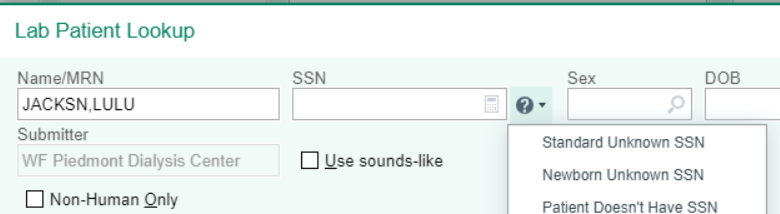 Lab Patient Lookup
Name/MRN SSN Sex DOB
JACKSN,LULU
Submitter
WF Piedmont Dialysis Center Use sounds-like
Non-Human Only
Standard Unknown SSN
Newborn Unknown SSN
Patient Doesn't Have SSN